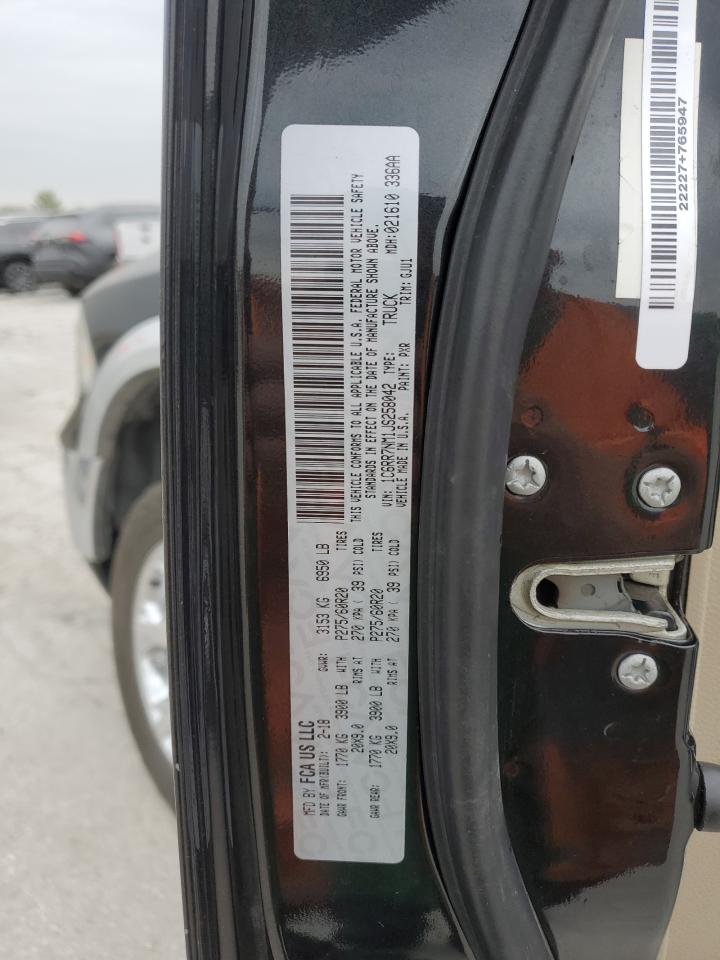 MFD BY FCA US LLC
DATE OF MFR(BUILT): 2-18 GVWR: 3153 KG 6950 LB
GAWR FRONT: 1770 KG 3900 LB WITH P275/60R20 TIRES
20X9.0 RIMS AT 270 KPA ( 39 PSI) COLD
GAWR REAR: 1770 KG 3900 LB WITH P275/60R20 TIRES
20X9.0 RIMS AT 270 KPA ( 39 PSI) COLD
THIS VEHICLE CONFORMS TO ALL APPLICABLE U.S.A. FEDERAL MOTOR VEHICLE SAFETY
STANDARDS IN EFFECT ON THE DATE OF MANUFACTURE SHOWN ABOVE.
VIN: 1C6RR7NM1JS258042 TYPE: TRUCK MDH:021610 336AA
VEHICLE MADE IN U.S.A. PAINT: PXR TRIM: GJU1
22227+765947